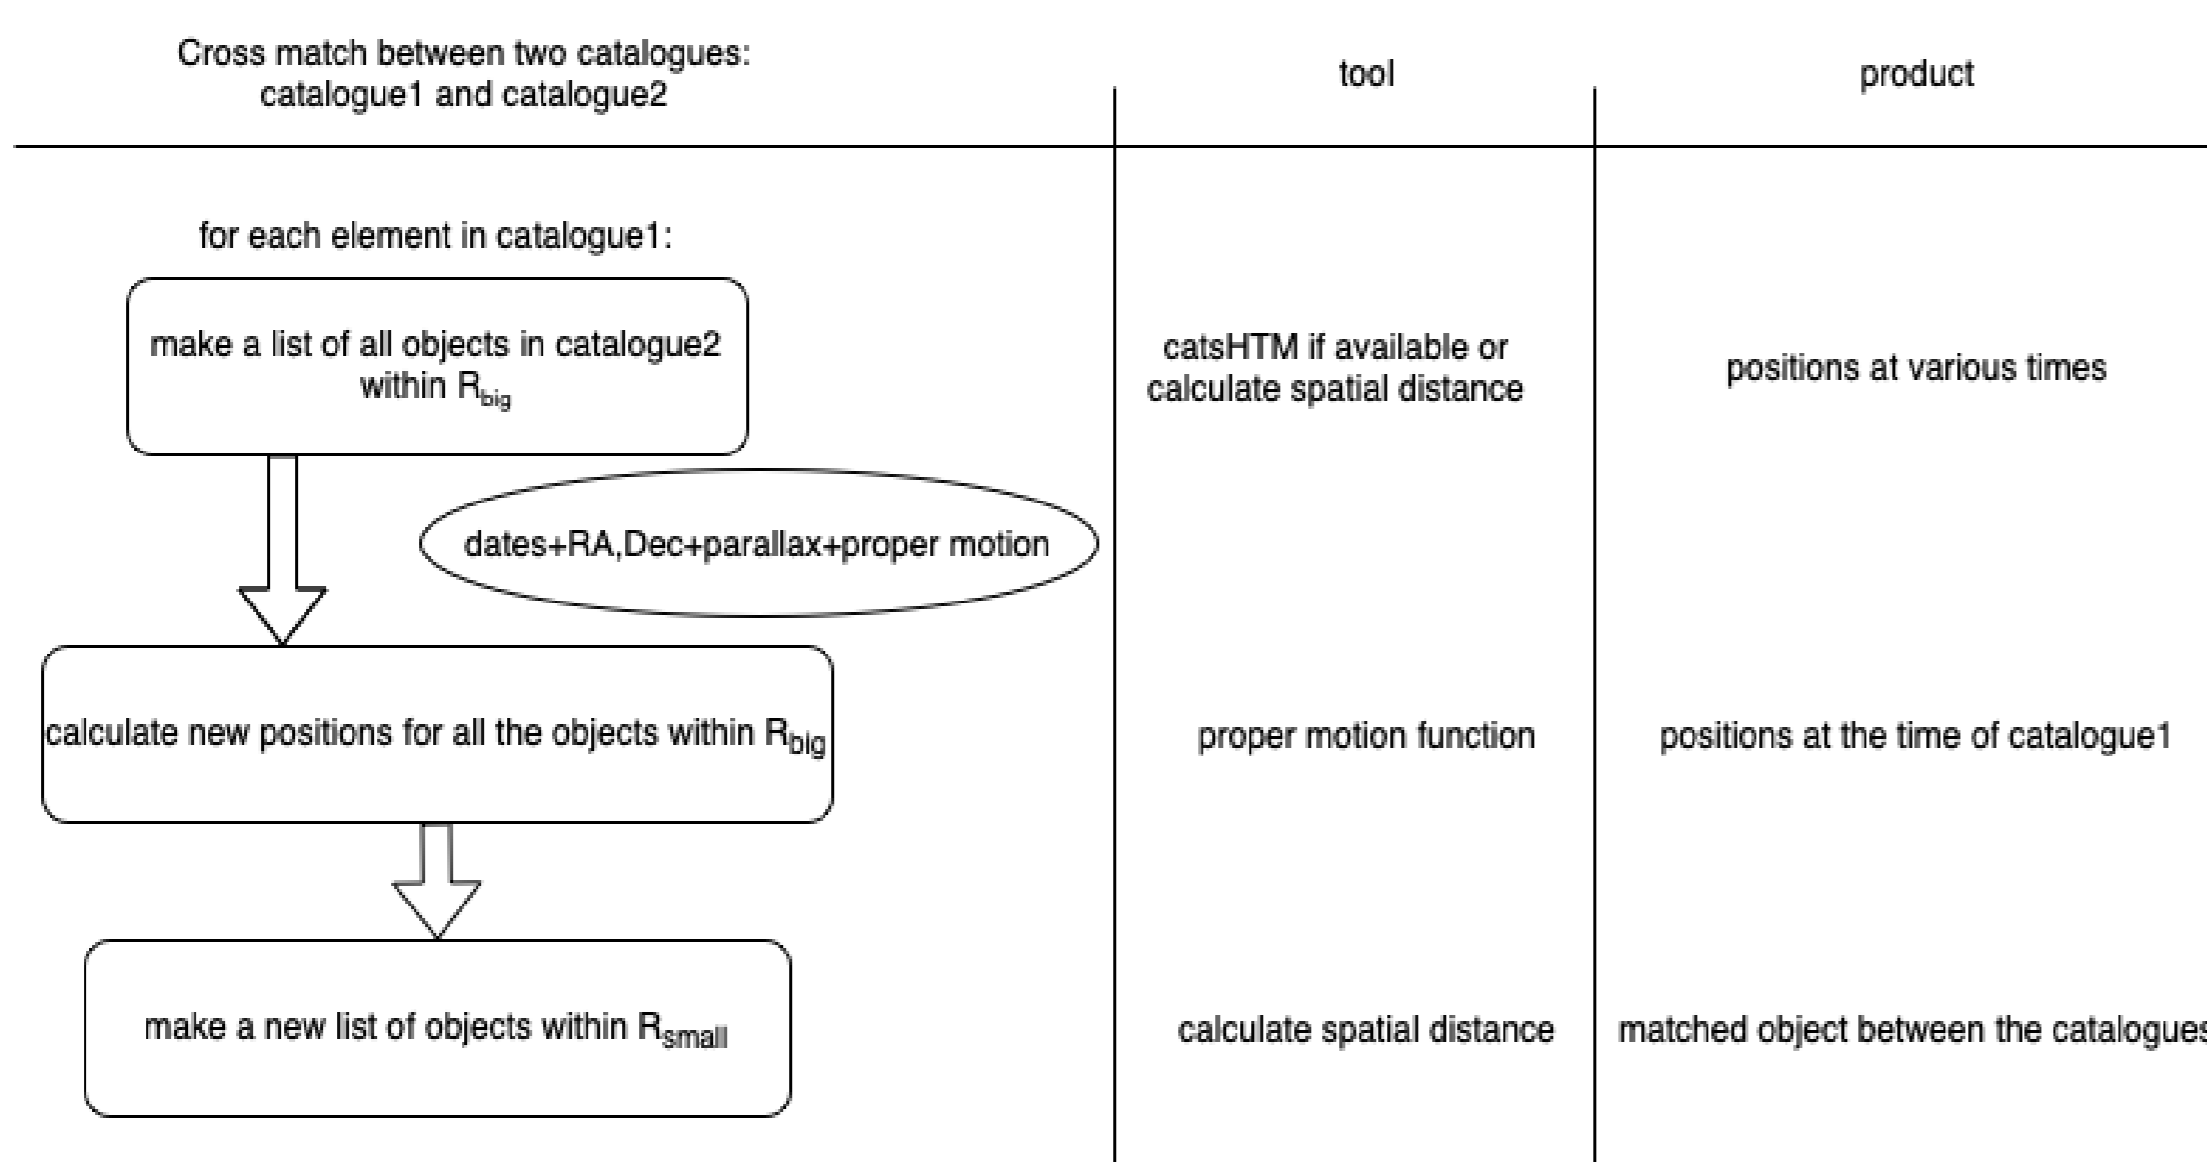 Cross match between two catalogues:
catalogue1 and catalogue2
tool
product
for each element in catalogue1:
make a list of all objects in catalogue2
within Rbig
catsHTM if available or
calculate spatial distance
positions at various times
dates+RA,Dec+parallax+proper motion
calculate new positions for all the objects within Rbig
proper motion function
positions at the time of catalogue1
make a new list of objects within Rsmall
calculate spatial distance
matched object between the catalogues